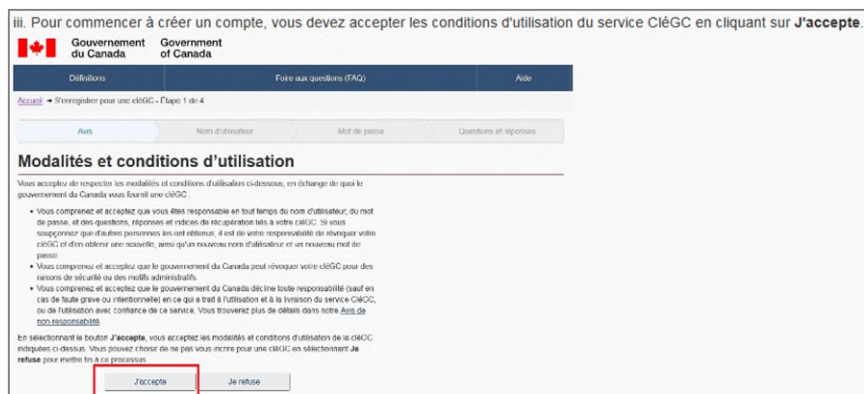 iii. Pour commencer à créer un compte, vous devez accepter les conditions d'utilisation du service CléGC en cliquant sur J'accepte.
Gouvernement Government
du Canada of Canada
Définitions Foire aux questions (FAQ) Aide
Accueil → S'enregistrer pour une cléGC - Étape 1 de 4
Avis Nom d'utilisateur Mot de passe Questions et réponses
Modalités et conditions d'utilisation
Vous acceptez de respecter les modalités et conditions d'utilisation ci-dessous, en échange de quoi le
gouvernement du Canada vous fournit une cléGC .
• Vous comprenez et acceptez que vous êtes responsable en tout temps du nom d'utilisateur, du mot
de passe, et des questions, réponses et indices de récupération liés à votre cléGC. Si vous
soupçonnez que d'autres personnes les ont obtenus, il est de votre responsabilité de révoquer votre
cléGC et d'en obtenir une nouvelle, ainsi qu'un nouveau nom d'utilisateur et un nouveau mot de
passe.
• Vous comprenez et acceptez que le gouvernement du Canada peut révoquer votre cléGC pour des
raisons de sécurité ou des motifs administratifs.
• Vous comprenez et acceptez que le gouvernement du Canada décline toute responsabilité (sauf en
cas de faute grave ou intentionnelle) en ce qui a trait à l'utilisation et à la livraison du service CléGC,
ou de l'utilisation avec confiance de ce service. Vous trouverez plus de détails dans notre Avis de
non-responsabilité.
En sélectionnant le bouton J'accepte, vous acceptez les modalités et conditions d'utilisation de la cléGC
indiquées ci-dessus. Vous pouvez choisir de ne pas vous inscrire pour une cléGC en sélectionnant Je
refuse pour mettre fin à ce processus.
J'accepte Je refuse